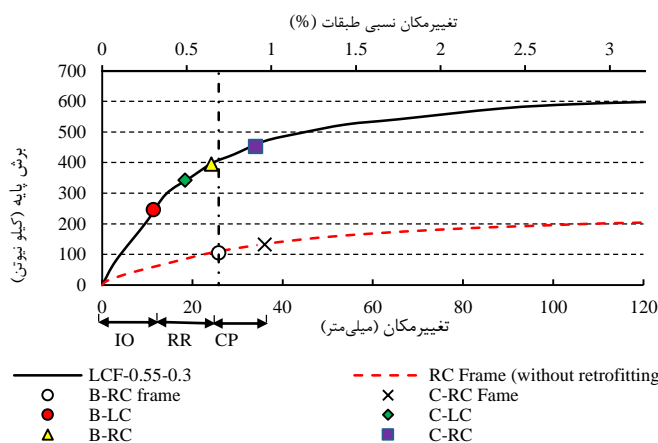 تغییرمکان نسبی طبقات (%)
0 0.5 1 1.5 2 2.5 3
700
600
500
400
300
200
100
0
برش پایه (کیلو نیوتن)
0 20 40 60 80 100 120
IO RR CP
تغییرمکان (میلی‌متر)
LCF-0.55-0.3
RC Frame (without retrofitting
B-RC frame
C-RC Fame
B-LC
C-LC
B-RC
C-RC